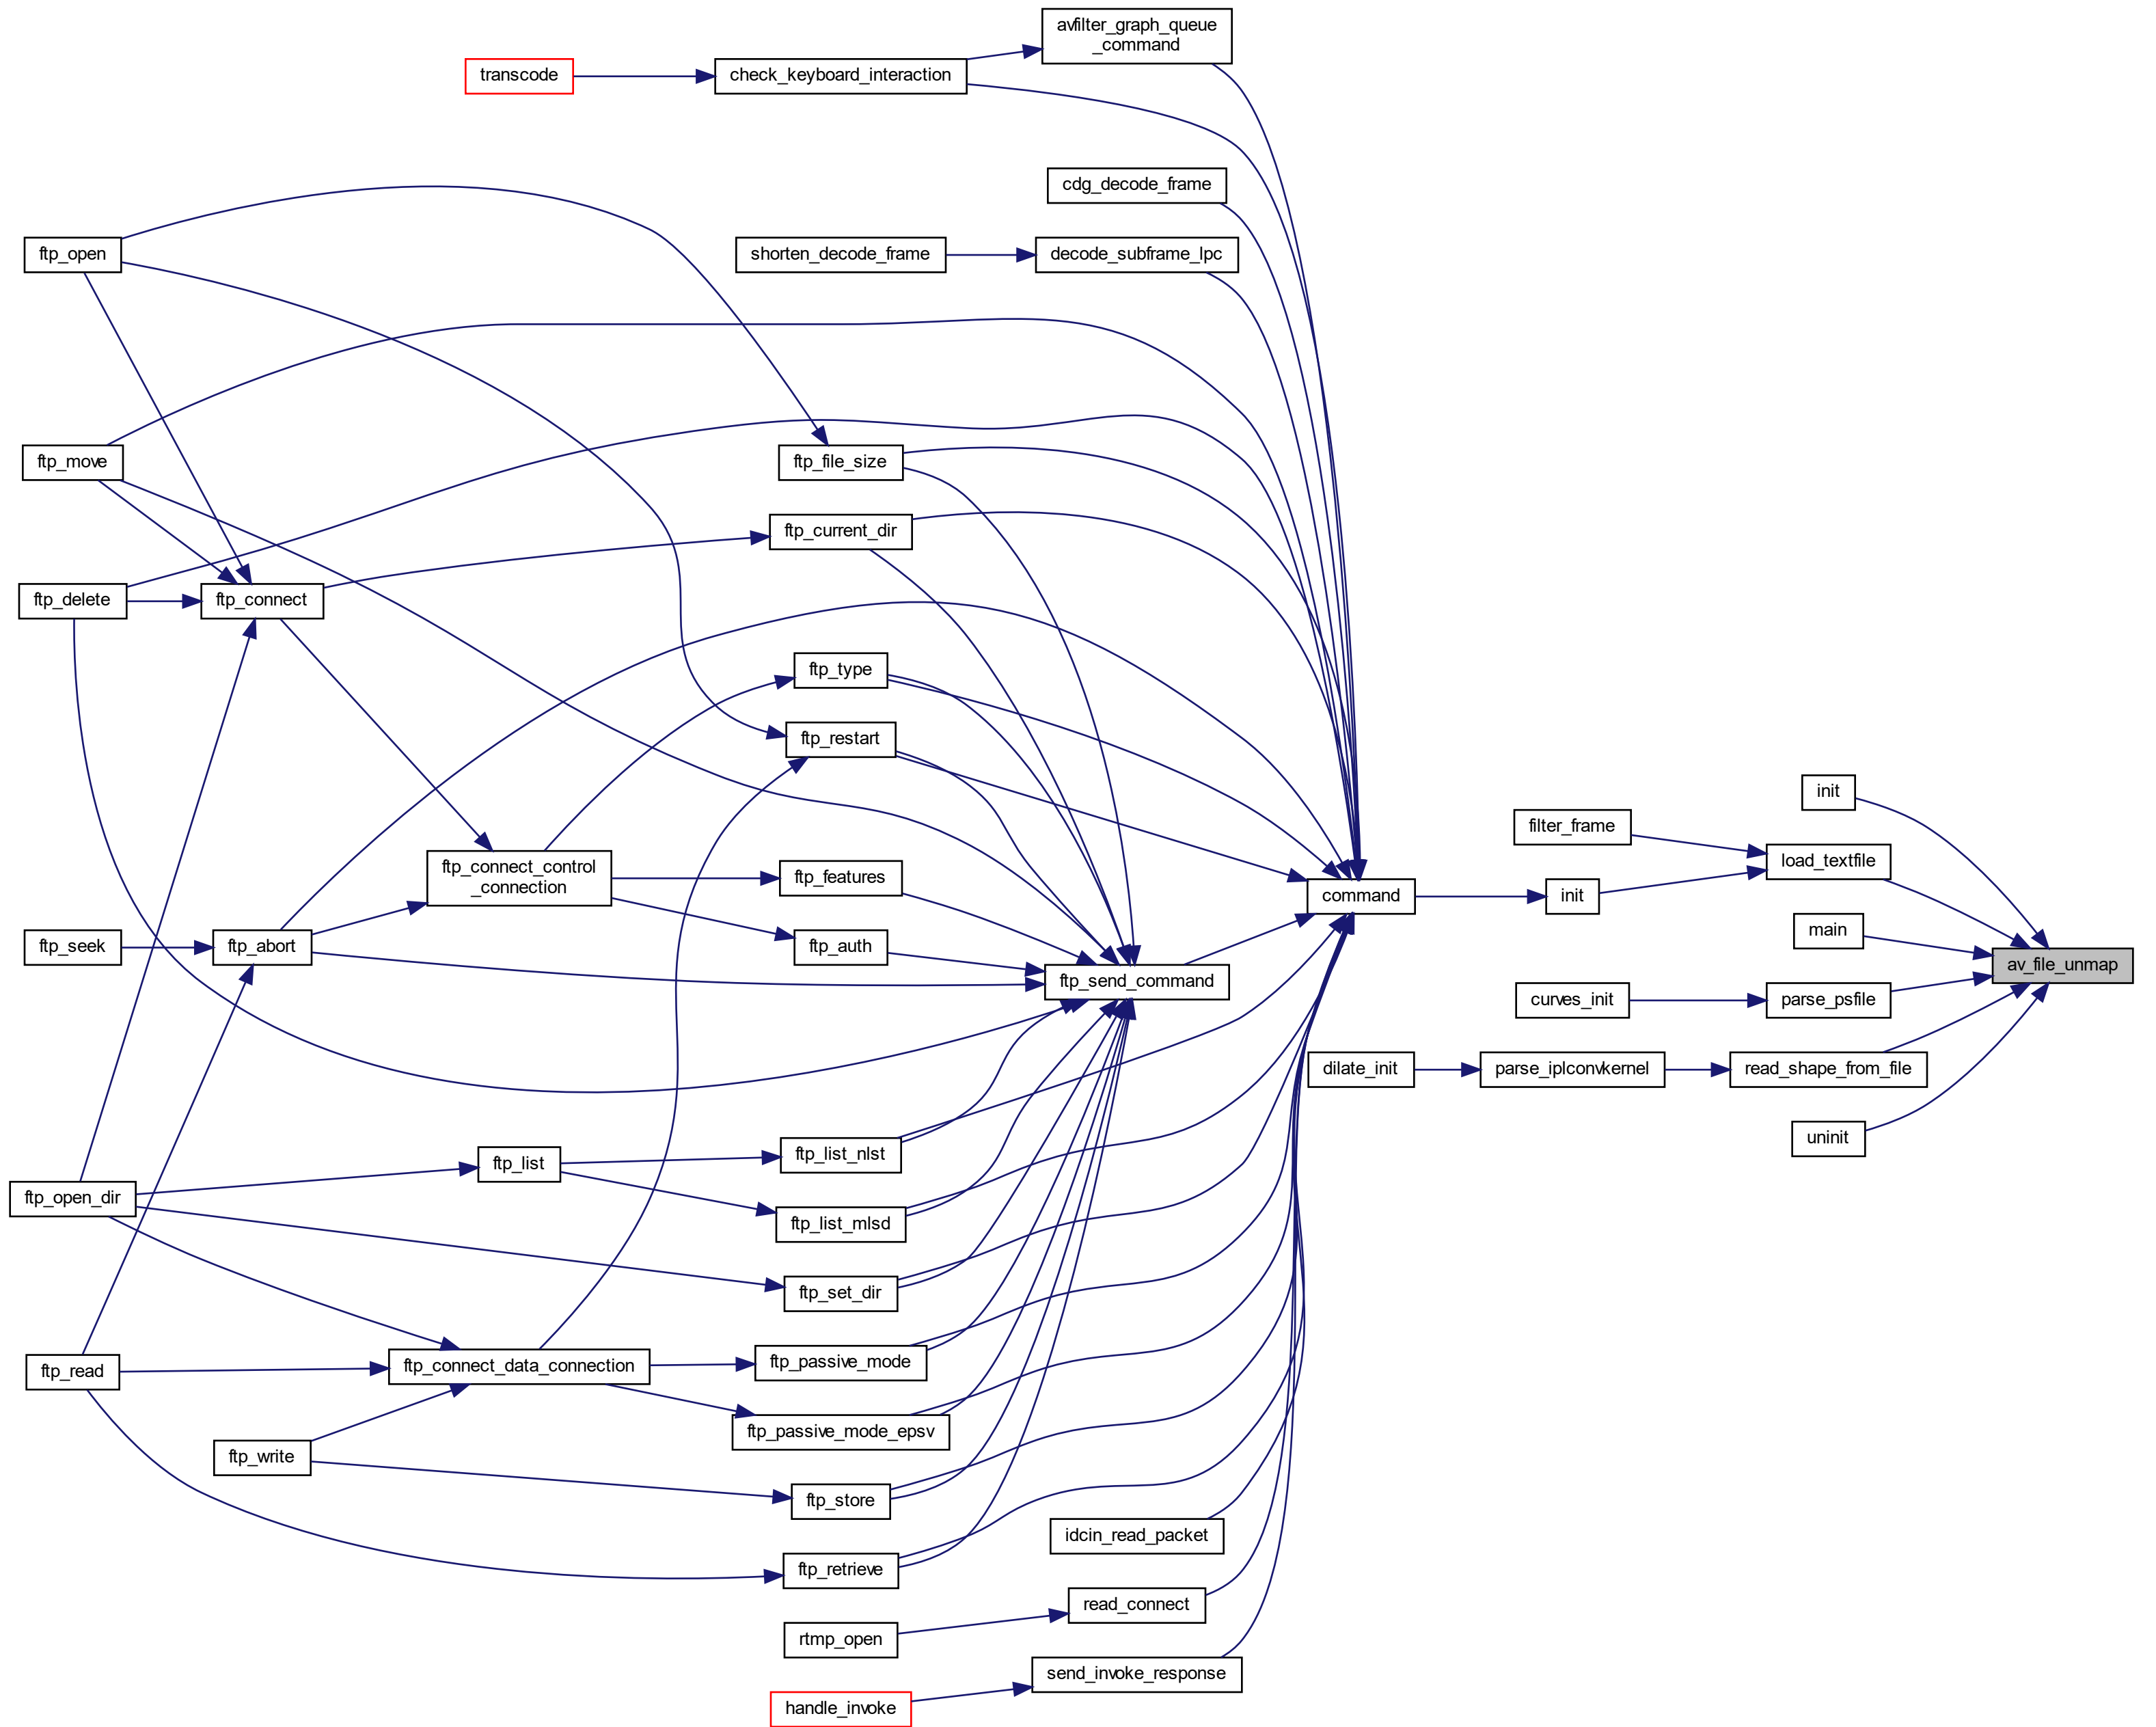 avfilter_graph_queue
_command
transcode
check_keyboard_interaction
cdg_decode_frame
ftp_open
shorten_decode_frame
decode_subframe_lpc
ftp_move
ftp_file_size
ftp_current_dir
ftp_delete
ftp_connect
ftp_type
ftp_restart
init
filter_frame
load_textfile
ftp_connect_control
_connection
ftp_features
command
init
main
ftp_seek
ftp_abort
ftp_auth
av_file_unmap
ftp_send_command
curves_init
parse_psfile
dilate_init
parse_iplconvkernel
read_shape_from_file
uninit
ftp_list
ftp_list_nlst
ftp_open_dir
ftp_list_mlsd
ftp_set_dir
ftp_read
ftp_connect_data_connection
ftp_passive_mode
ftp_write
ftp_passive_mode_epsv
ftp_store
idcin_read_packet
ftp_retrieve
read_connect
rtmp_open
send_invoke_response
handle_invoke